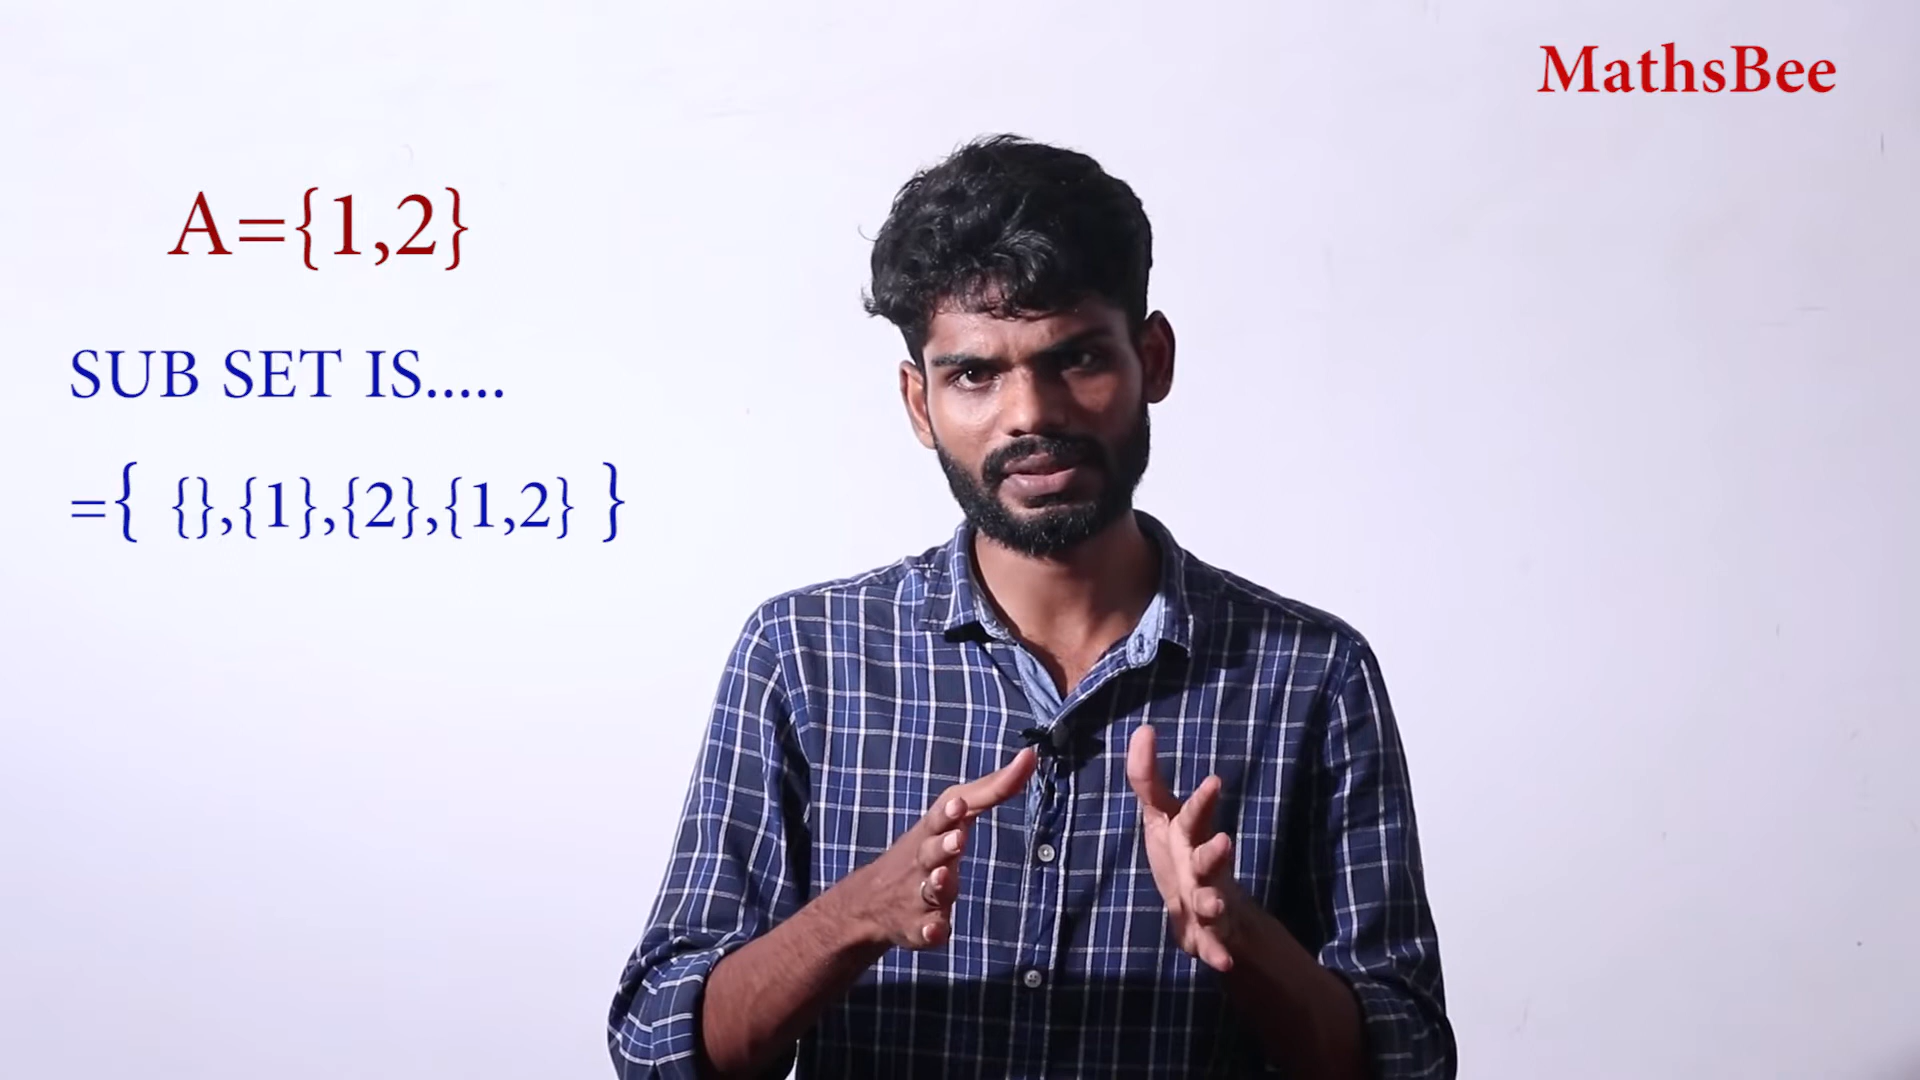 MathsBee
A={1,2}
SUB SET IS.....
={ {},{1},{2},{1,2} }